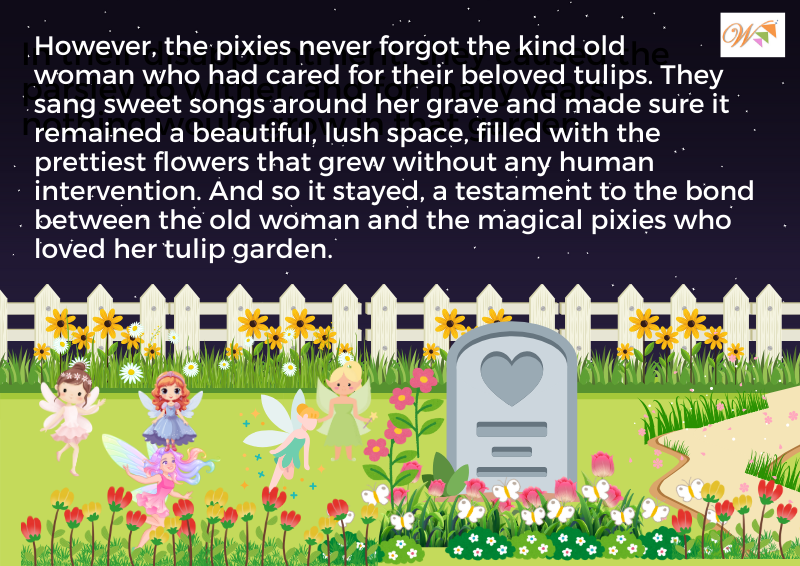 However, the pixies never forgot the kind old
woman who had cared for their beloved tulips. They
sang sweet songs around her grave and made sure it
remained a beautiful, lush space, filled with the
prettiest flowers that grew without any human
intervention. And so it stayed, a testament to the bond
between the old woman and the magical pixies who
loved her tulip garden.
W